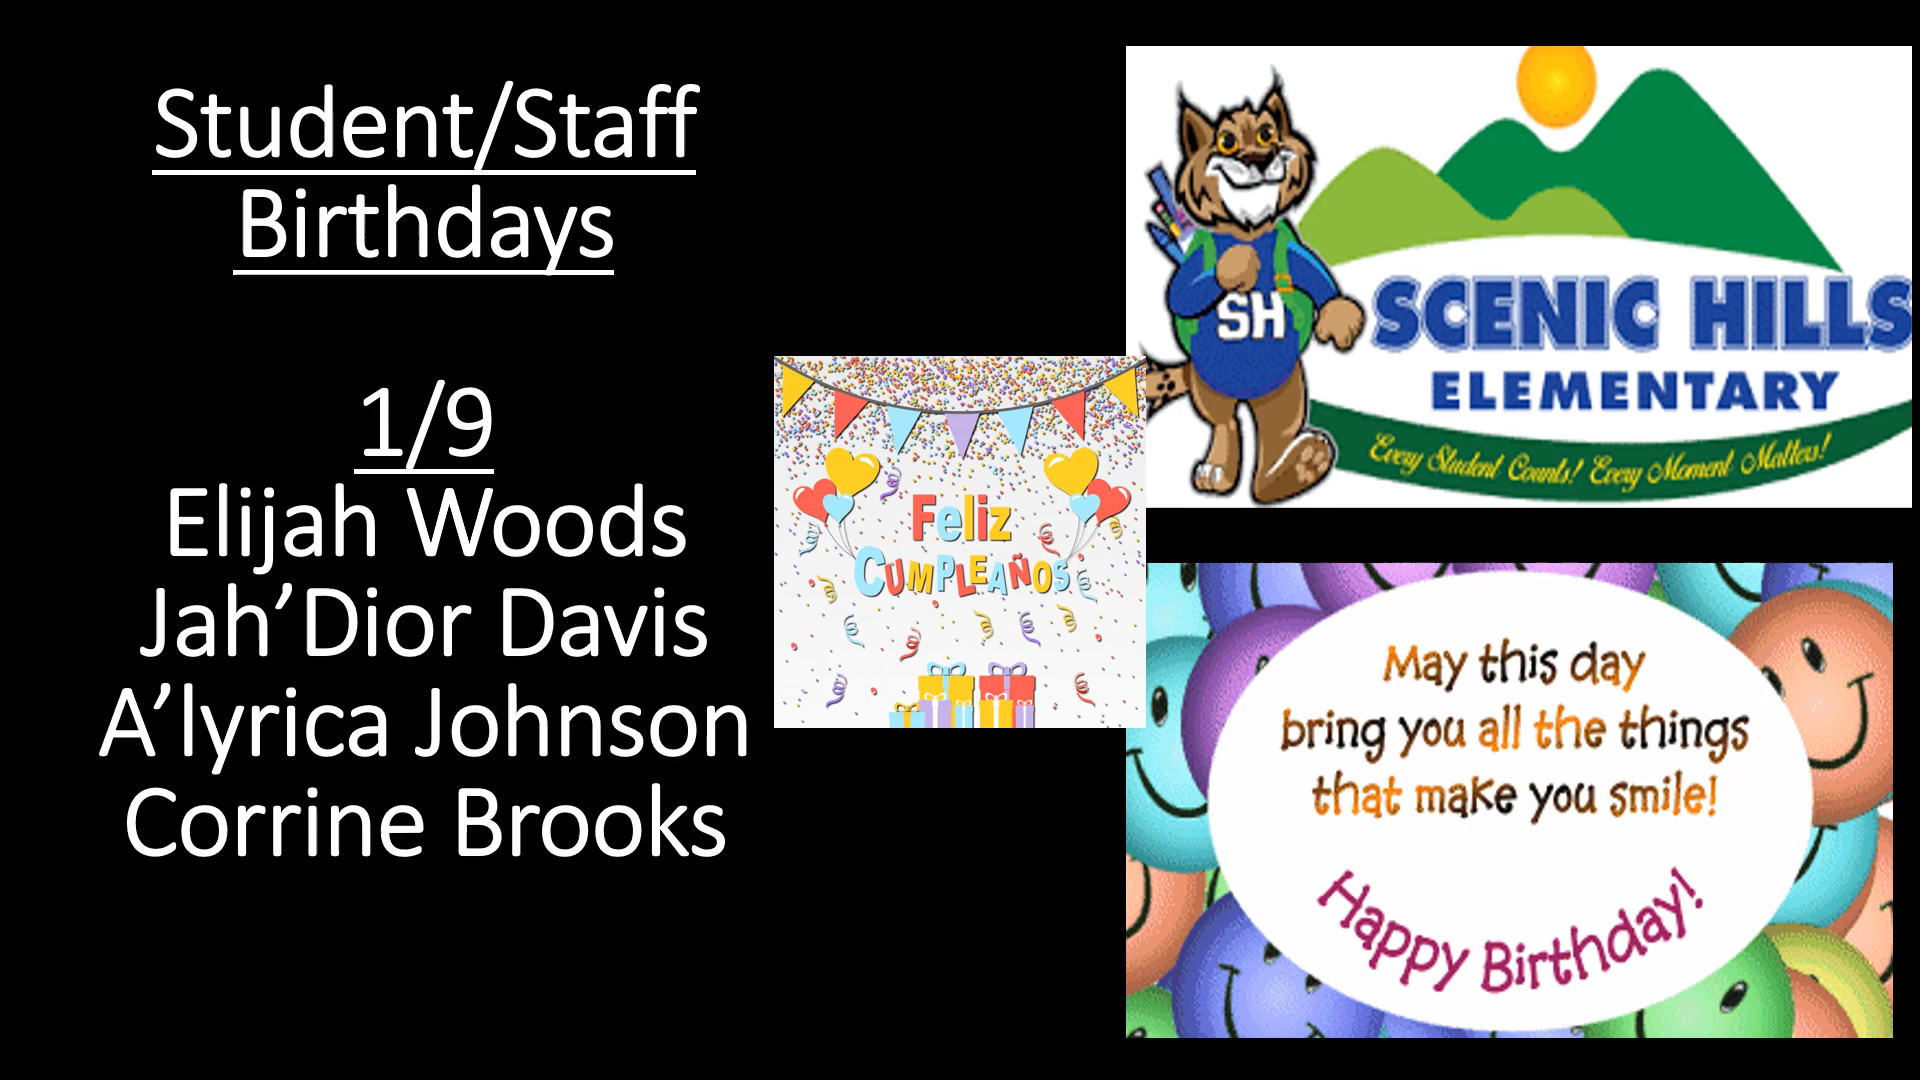 Student/Staff
Birthdays
1/9
Elijah Woods
Jah’Dior Davis
A’lyrica Johnson
Corrine Brooks
Feliz
CUMPLEAÑOS
SH
SCENIC HILLS
ELEMENTARY
Every Student Counts! Every Moment Matters!
May this day
bring you all the things
that make you smile!
Happy Birthday!